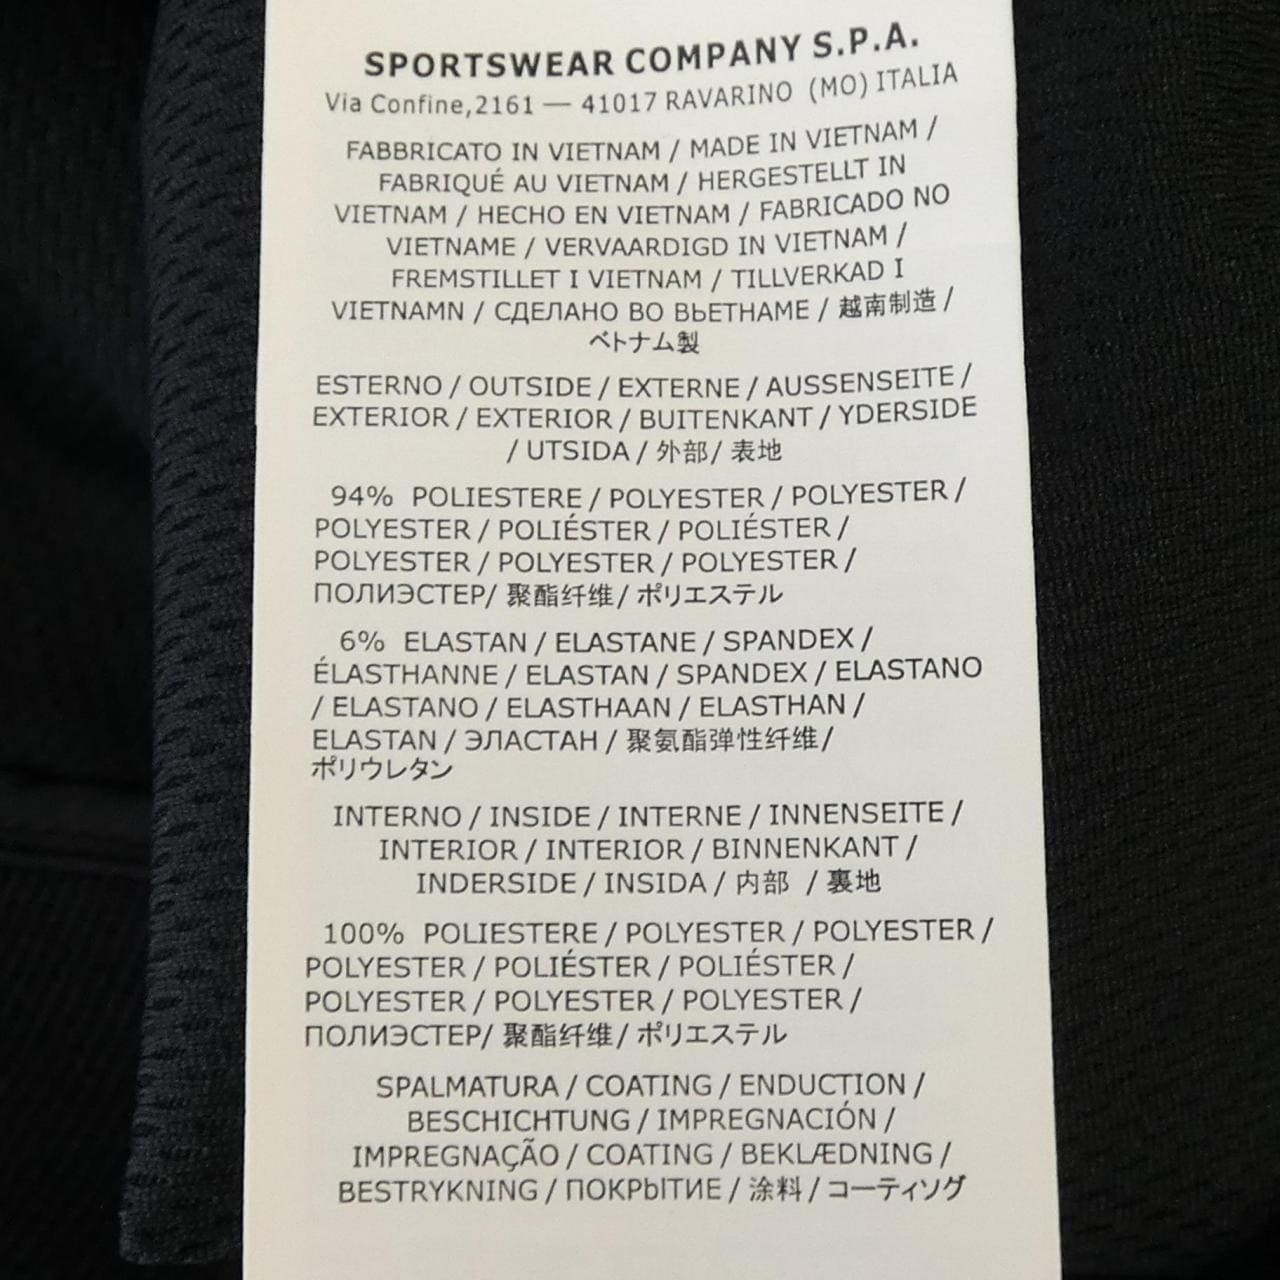 SPORTSWEAR COMPANY S.P.A.
Via Confine,2161 — 41017 RAVARINO (MO) ITALIA
FABBRICATO IN VIETNAM / MADE IN VIETNAM /
FABRIQUÉ AU VIETNAM / HERGESTELLT IN
VIETNAM / HECHO EN VIETNAM / FABRICADO NO
VIETNAME / VERVAARDIGD IN VIETNAM /
FREMSTILLET I VIETNAM / TILLVERKAD I
VIETNAMN / СДЕЛАНО ВО ВЬЕТНАМЕ / 越南制造 /
ベトナム製
ESTERNO / OUTSIDE / EXTERNE / AUSSENSEITE /
EXTERIOR / EXTERIOR / BUITENKANT / YDERSIDE
/ UTSIDA / 外部 / 表地
94% POLIESTERE / POLYESTER / POLYESTER /
POLYESTER / POLIÉSTER / POLIÉSTER /
POLYESTER / POLYESTER / POLYESTER /
ПОЛИЭСТЕР/ 聚酯纤维/ ポリエステル
6% ELASTAN / ELASTANE / SPANDEX /
ÉLASTHANNE / ELASTAN / SPANDEX / ELASTANO
/ ELASTANO / ELASTHAAN / ELASTHAN /
ELASTAN / ЭЛАСТАН / 聚氨酯弹性纤维/
ポリウレタン
INTERNO / INSIDE / INTERNE / INNENSEITE /
INTERIOR / INTERIOR / BINNENKANT /
INDERSIDE / INSIDA / 内部 / 裏地
100% POLIESTERE / POLYESTER / POLYESTER /
POLYESTER / POLIÉSTER / POLIÉSTER /
POLYESTER / POLYESTER / POLYESTER /
ПОЛИЭСТЕР/ 聚酯纤维/ ポリエステル
SPALMATURA / COATING / ENDUCTION /
BESCHICHTUNG / IMPREGNACIÓN /
IMPREGNAÇÃO / COATING / BEKLÆDNING /
BESTRYKNING / ПОКРЫТИЕ / 涂料 / コーティソグ